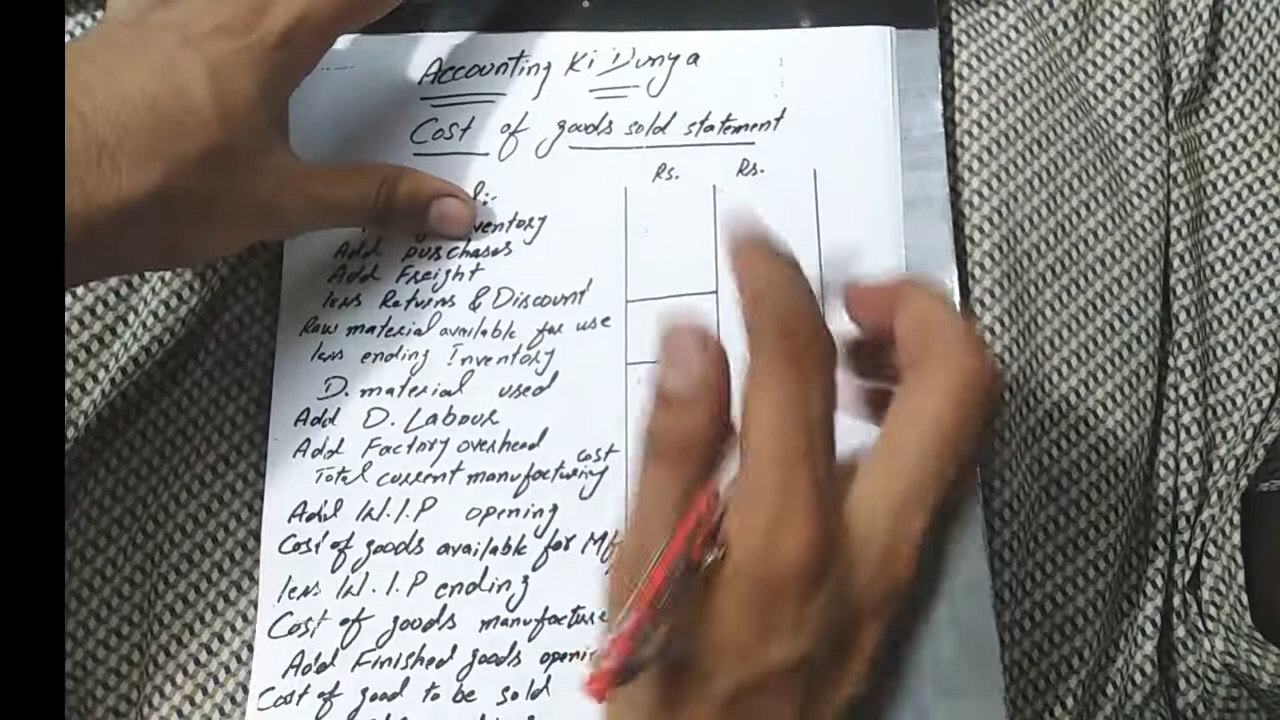 Accounting Ki Dunya
Cost of goods sold statement
Rs. Rs.
Add purchases
Add Freight
less Returns & Discount
Raw material available for use
less ending Inventory
D. material used
Add D. Labour
Add Factory overhead
Total current manufacturing cost
Add W.I.P opening
Cost of goods available for
less W.I.P ending
Cost of goods manufacture
Add Finished goods
Cost of good to be sold